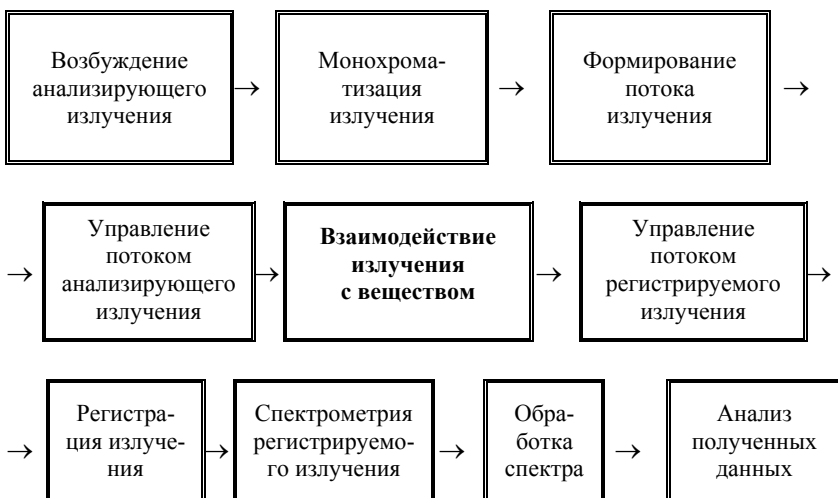 Возбуждение
анализирующего
излучения
→
Монохрома-
тизация
излучения
→
Формирование
потока
излучения
→
→
Управление
потоком
анализирующего
излучения
→
Взаимодействие
излучения
с веществом
→
Управление
потоком
регистрируемого
излучения
→
→
Регистра-
ция излуче-
ния
→
Спектрометрия
регистрируемо-
го излучения
→
Обра-
ботка
спектра
→
Анализ
полученных
данных